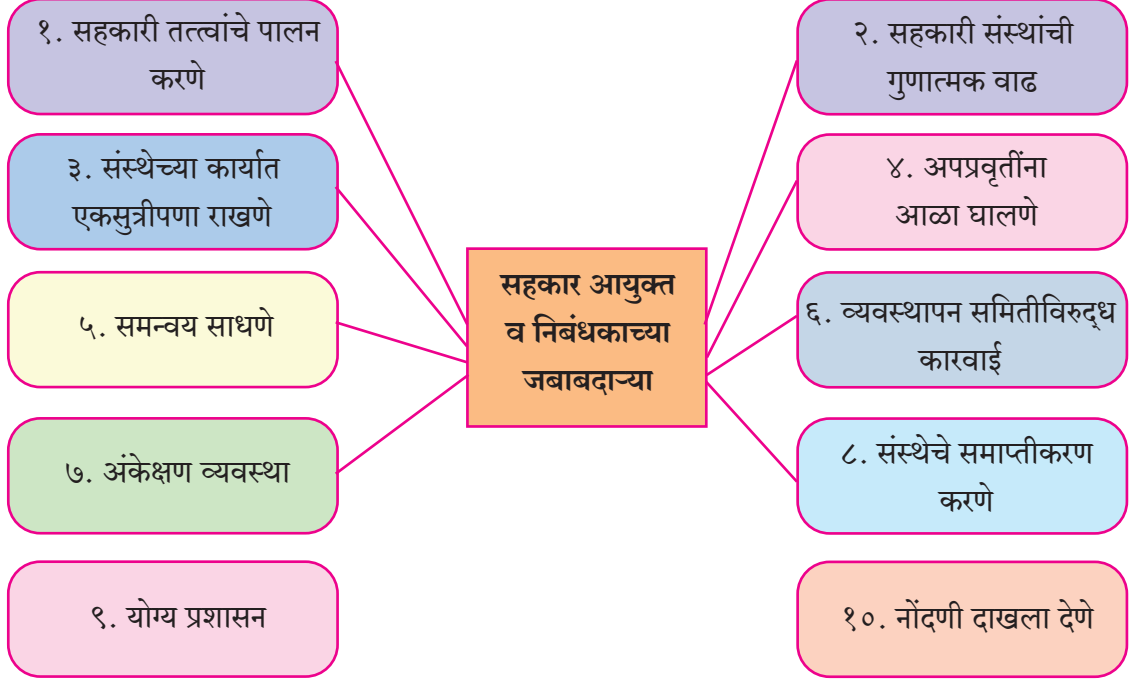 १. सहकारी तत्त्वांचे पालन
करणे
२. सहकारी संस्थांची
गुणात्मक वाढ
३. संस्थेच्या कार्यात
एकसुत्रीपणा राखणे
४. अपप्रवृतींना
आळा घालणे
सहकार आयुक्त
व निबंधकाच्या
जबाबदाऱ्या
५. समन्वय साधणे
६. व्यवस्थापन समितीविरुद्ध
कारवाई
७. अंकेक्षण व्यवस्था
८. संस्थेचे समाप्तीकरण
करणे
९. योग्य प्रशासन
१०. नोंदणी दाखला देणे